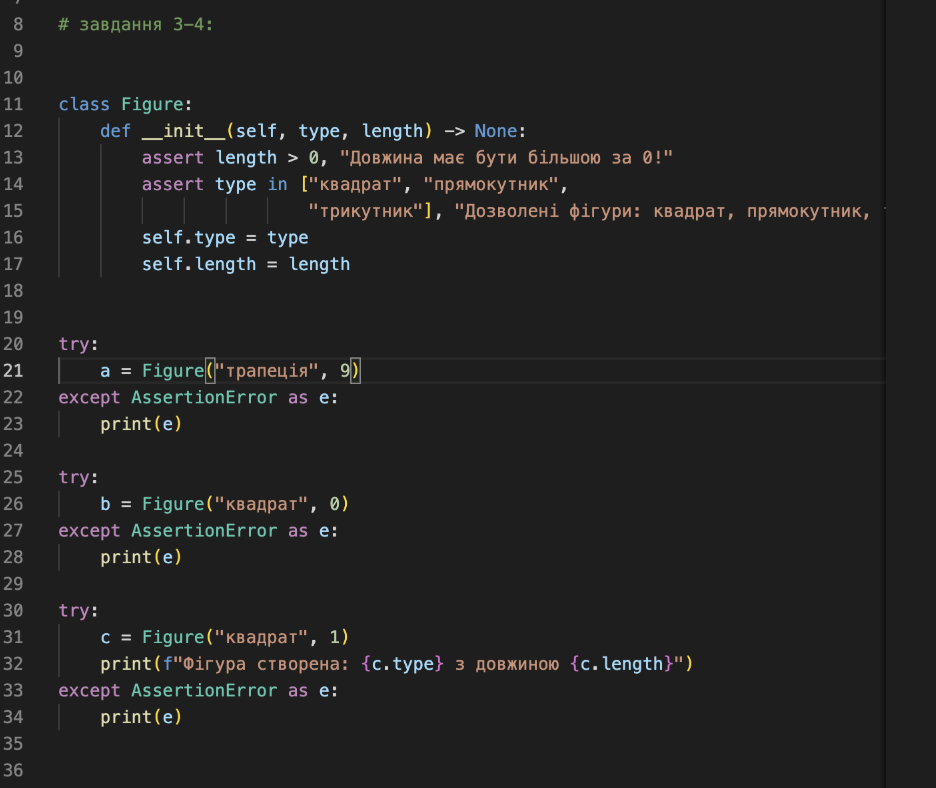 7
8 # завдання 3-4:
9
10
11 class Figure:
12 def __init__(self, type, length) -> None:
13 assert length > 0, "Довжина має бути більшою за 0!"
14 assert type in ["квадрат", "прямокутник",
15 "трикутник"], "Дозволені фігури: квадрат, прямокутник,
16 self.type = type
17 self.length = length
18
19
20 try:
21 a = Figure("трапеція", 9)
22 except AssertionError as e:
23 print(e)
24
25 try:
26 b = Figure("квадрат", 0)
27 except AssertionError as e:
28 print(e)
29
30 try:
31 c = Figure("квадрат", 1)
32 print(f"Фігура створена: {c.type} з довжиною {c.length}")
33 except AssertionError as e:
34 print(e)
35
36